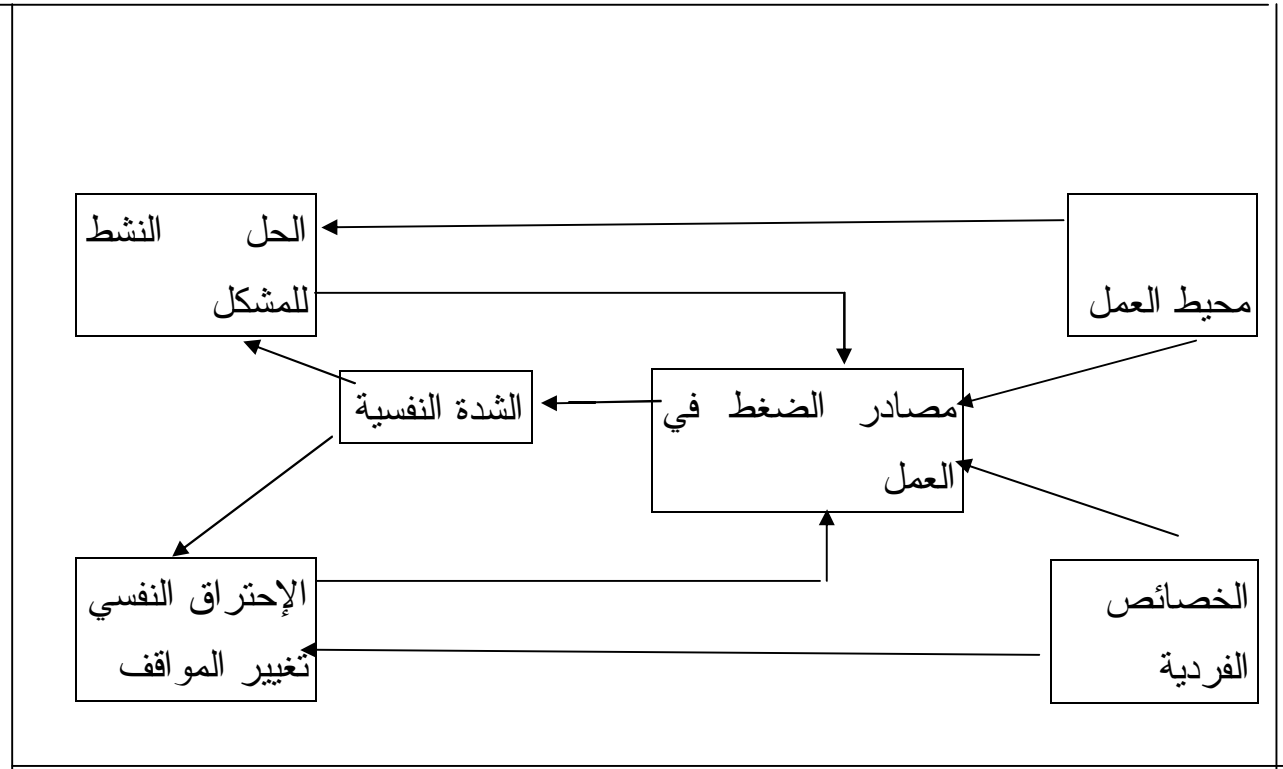 محيط العمل
الحل النشط
للمشكل
مصادر الضغط في
العمل
الشدة النفسية
الخصائص
الفردية
الإحتراق النفسي
تغيير المواقف